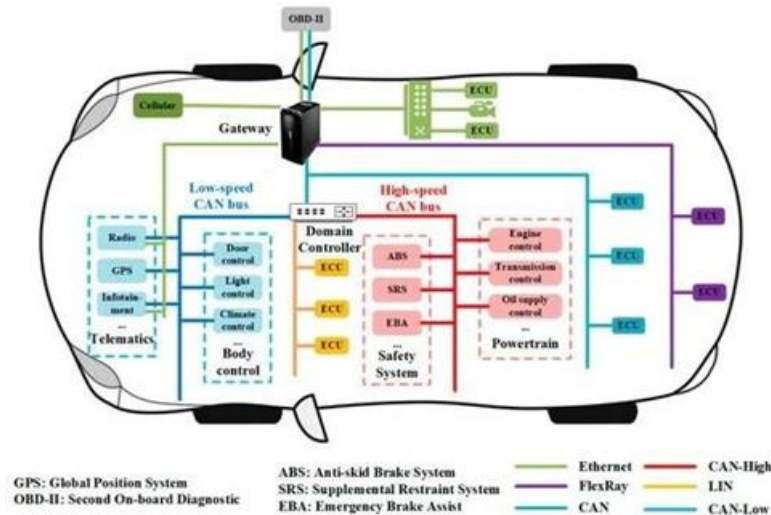 OBD-II
Cellular
Gateway
ECU
ECU
Low-speed
CAN bus
High-speed
CAN bus
Domain
Controller
Radio
GPS
Infotain-
ment
...
Telematics
Door
control
Light
control
Climate
control
...
Body
control
ECU
ECU
ECU
ABS
SRS
EBA
...
Safety
System
Engine
control
Transmission
control
Oil supply
control
...
Powertrain
ECU
ECU
ECU
ECU
ECU
GPS: Global Position System
OBD-II: Second On-board Diagnostic
ABS: Anti-skid Brake System
SRS: Supplemental Restraint System
EBA: Emergency Brake Assist
Ethernet
FlexRay
CAN
CAN-High
LIN
CAN-Low